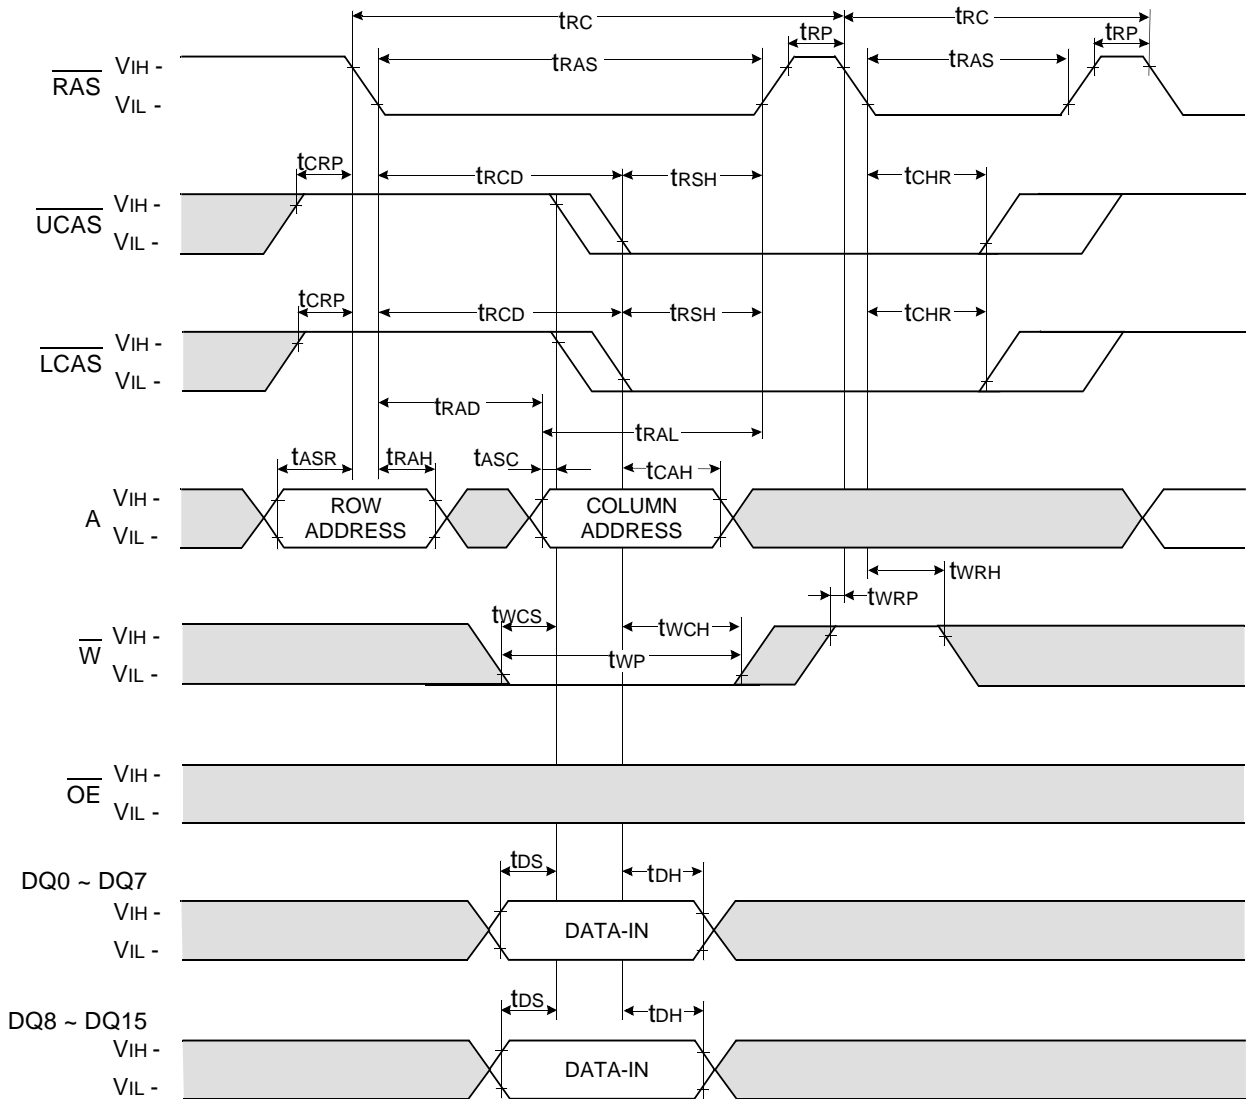 tRC tRC
tRP tRP
VIH - tRAS tRAS
RAS
VIL -
tCRP tRCD tRSH tCHR
VIH -
UCAS
VIL -
tCRP tRCD tRSH tCHR
VIH -
LCAS
VIL -
tRAD
tRAL
tASR tRAH tASC tCAH
VIH - ROW COLUMN
A
VIL - ADDRESS ADDRESS
tWRH
tWRP
tWCS tWCH
VIH -
W
tWP
VIL -
VIH -
OE
VIL -
tDS tDH
DQ0 ~ DQ7
VIH -
DATA-IN
VIL -
tDS tDH
DQ8 ~ DQ15
VIH -
DATA-IN
VIL -